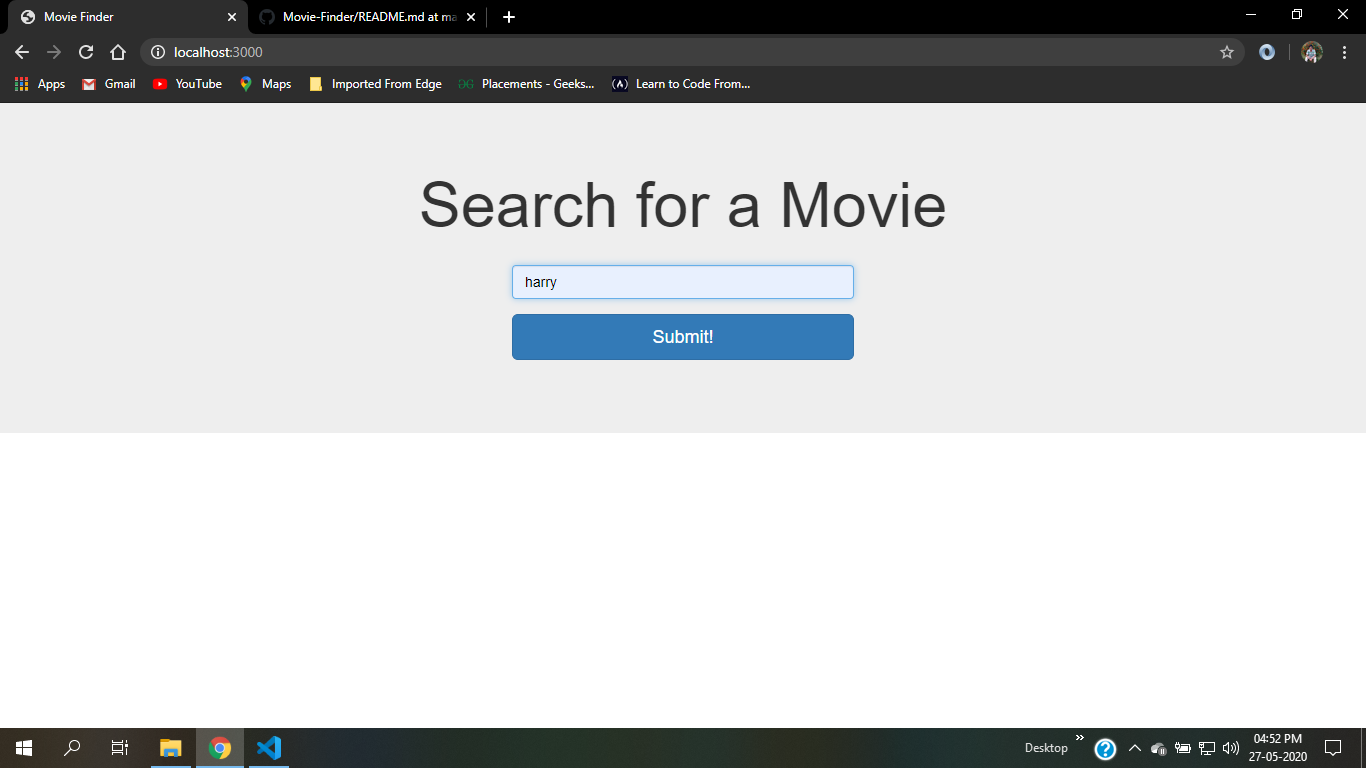 Movie Finder
Movie-Finder/README.md at ma
localhost:3000
Apps Gmail YouTube Maps Imported From Edge Placements - Geeks... Learn to Code From...
Search for a Movie
harry
Submit!
Desktop
04:52 PM
27-05-2020